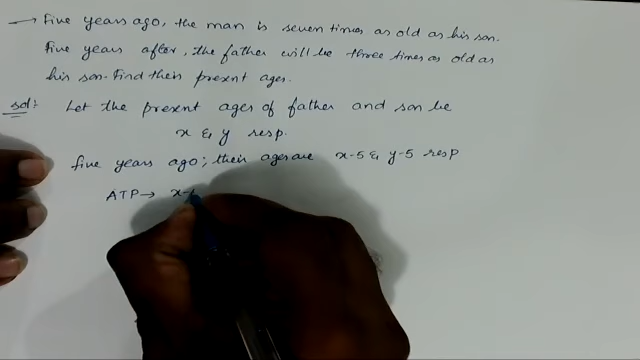 → Five years ago, the man is seven times as old as his son.
Five years after, the father will be three times as old as
his son. Find their present ages.
sol: Let the present ages of father and son be
x & y resp.
five years ago; their ages are x-5 & y-5 resp
ATP→ x-